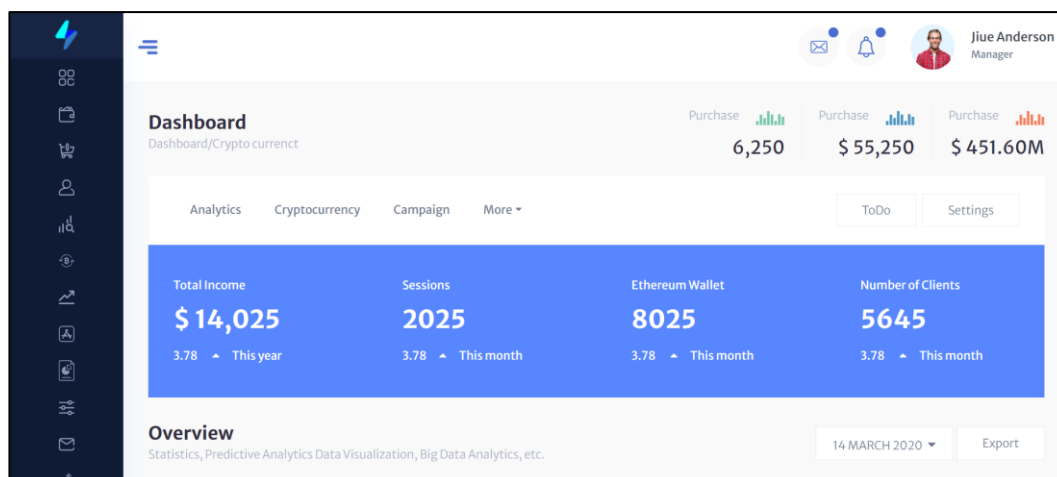 Jiue Anderson
Manager
Dashboard
Dashboard/Crypto currenct
Purchase
6,250
Purchase
$ 55,250
Purchase
$ 451.60M
Analytics Cryptocurrency Campaign More
ToDo Settings
Total Income
$ 14,025
3.78 This year
Sessions
2025
3.78 This month
Ethereum Wallet
8025
3.78 This month
Number of Clients
5645
3.78 This month
Overview
Statistics, Predictive Analytics Data Visualization, Big Data Analytics, etc.
14 MARCH 2020 Export